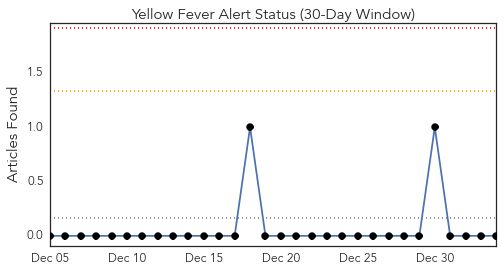 Yellow Fever Alert Status (30-Day Window)
Articles Found
1.5
1.0
0.5
0.0
Dec 05 Dec 10 Dec 15 Dec 20 Dec 25 Dec 30